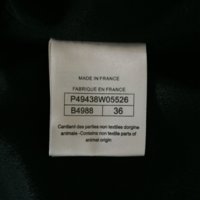 MADE IN FRANCE
FABRIQUE EN FRANCE
P49438W05526
B4988 36
Contient des parties non textiles dorigine
animale - Contains non textile parts of
animal origin